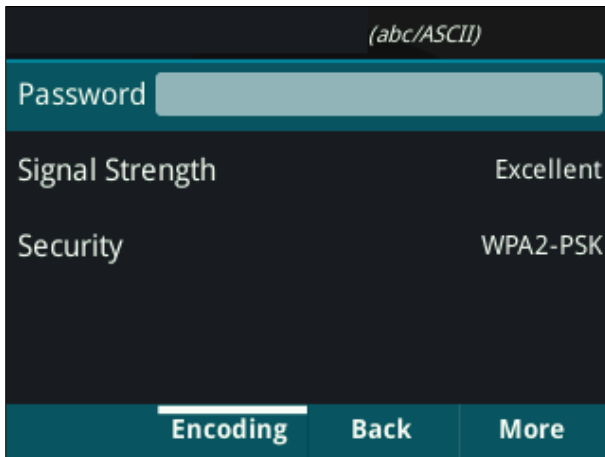 (abc/ASCII)
Password
Signal Strength Excellent
Security WPA2-PSK
Encoding Back More